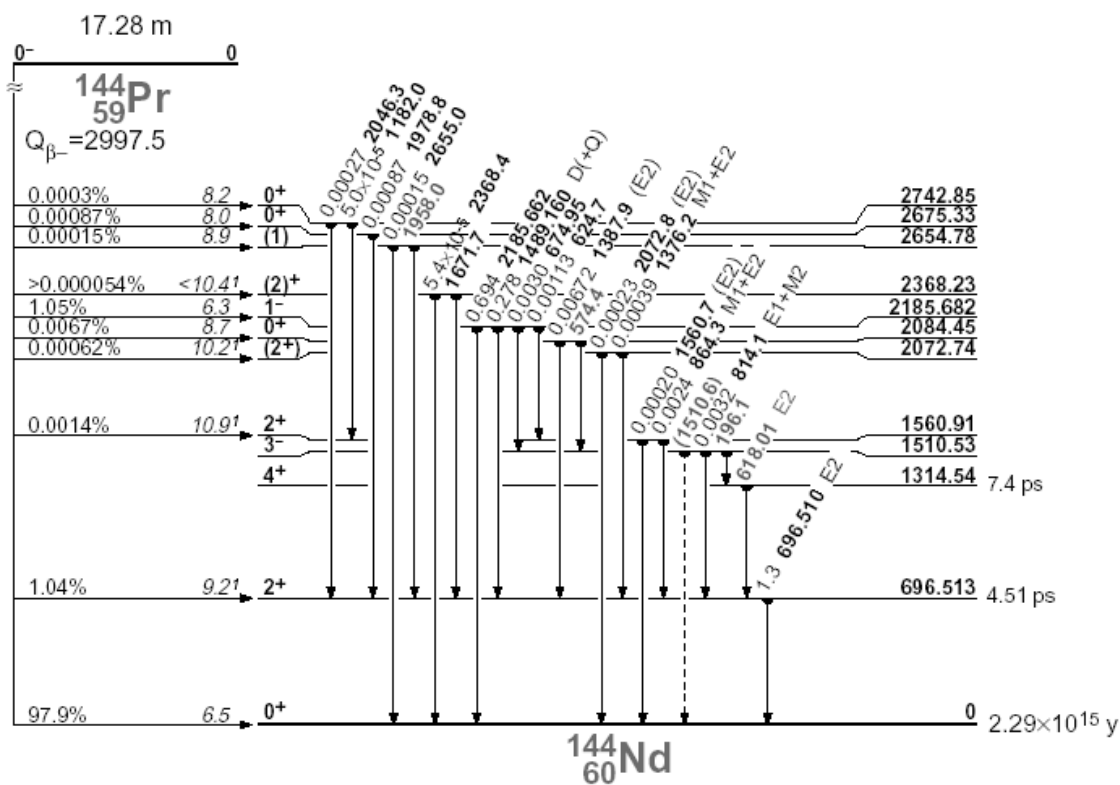 17.28 m
0⁻ 0
¹⁴⁴₅₉Pr
Qβ₋=2997.5
0.00027 2046.3
5.0×10⁻⁵ 1182.0
0.00087 1978.8
0.00015 2655.0
1958.0
5.4×10⁻⁵ 2368.4
1671.7
0.694 2185.662
0.278 1489.160 D(+Q)
0.0030 674.95
0.00113 624.7
0.00672 1387.9 (E2)
574.4
0.00023 2072.8 (E2)
0.00039 1376.2 M1+E2
0.00020 1560.7 (E2)
0.0024 864.3 M1+E2
(1510.6)
0.0032 814.1 E1+M2
196.1
618.01 E2
1.3 696.510 E2
0.0003% 8.2 0⁺ 2742.85
0.00087% 8.0 0⁺ 2675.33
0.00015% 8.9 (1) 2654.78
>0.000054% <10.4¹ (2)⁺ 2368.23
1.05% 6.3 1⁻ 2185.682
0.0067% 8.7 0⁺ 2084.45
0.00062% 10.2¹ (2⁺) 2072.74
0.0014% 10.9¹ 2⁺ 1560.91
3⁻ 1510.53
4⁺ 1314.54 7.4 ps
1.04% 9.2¹ 2⁺ 696.513 4.51 ps
97.9% 6.5 0⁺ 0 2.29×10¹⁵ y
¹⁴⁴₆₀Nd